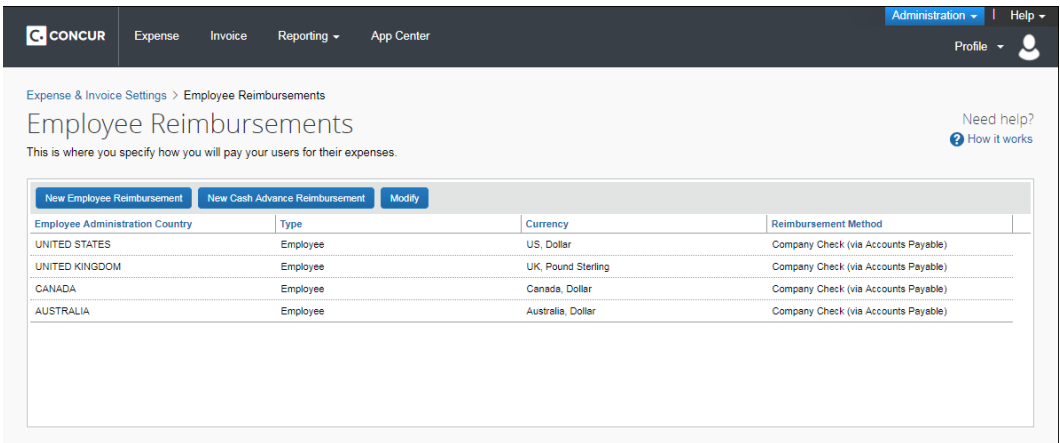 Administration | Help
C. CONCUR Expense Invoice Reporting App Center
Profile
Expense & Invoice Settings > Employee Reimbursements
Employee Reimbursements
Need help?
? How it works
This is where you specify how you will pay your users for their expenses.
New Employee Reimbursement New Cash Advance Reimbursement Modify
Employee Administration Country Type Currency Reimbursement Method
UNITED STATES Employee US, Dollar Company Check (via Accounts Payable)
UNITED KINGDOM Employee UK, Pound Sterling Company Check (via Accounts Payable)
CANADA Employee Canada, Dollar Company Check (via Accounts Payable)
AUSTRALIA Employee Australia, Dollar Company Check (via Accounts Payable)